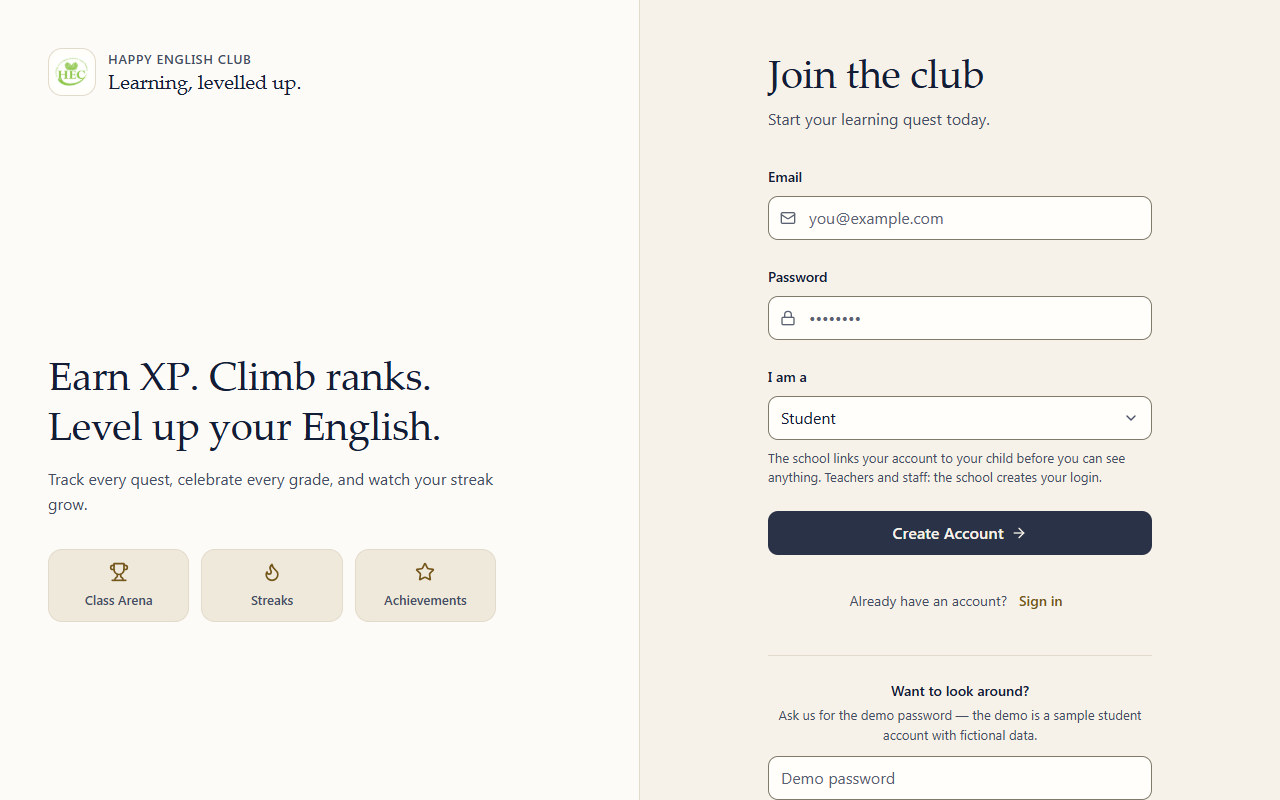 HEC
HAPPY ENGLISH CLUB
Learning, levelled up.
Earn XP. Climb ranks.
Level up your English.
Track every quest, celebrate every grade, and watch your streak
grow.
Class Arena
Streaks
Achievements
Join the club
Start your learning quest today.
Email
you@example.com
Password
••••••••
I am a
Student
The school links your account to your child before you can see
anything. Teachers and staff: the school creates your login.
Create Account →
Already have an account? Sign in
Want to look around?
Ask us for the demo password — the demo is a sample student
account with fictional data.
Demo password